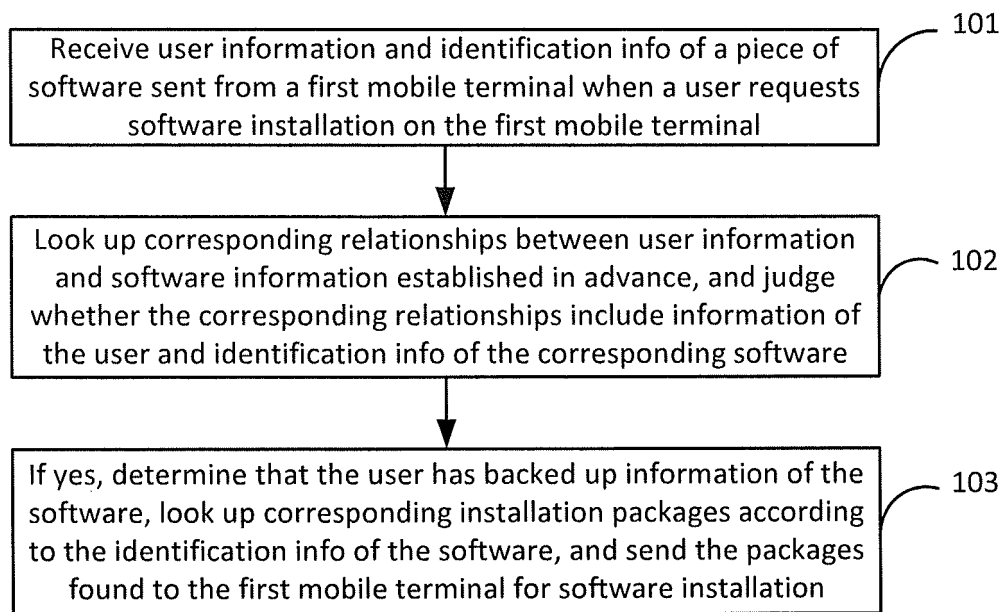 Receive user information and identification info of a piece of
software sent from a first mobile terminal when a user requests
software installation on the first mobile terminal
101
Look up corresponding relationships between user information
and software information established in advance, and judge
whether the corresponding relationships include information of
the user and identification info of the corresponding software
102
If yes, determine that the user has backed up information of the
software, look up corresponding installation packages according
to the identification info of the software, and send the packages
found to the first mobile terminal for software installation
103